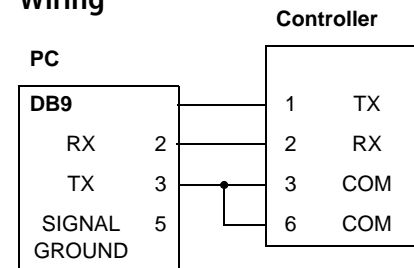 Wiring
Controller
PC
DB9
1 TX
RX 2 2 RX
TX 3 3 COM
SIGNAL GROUND 5 6 COM